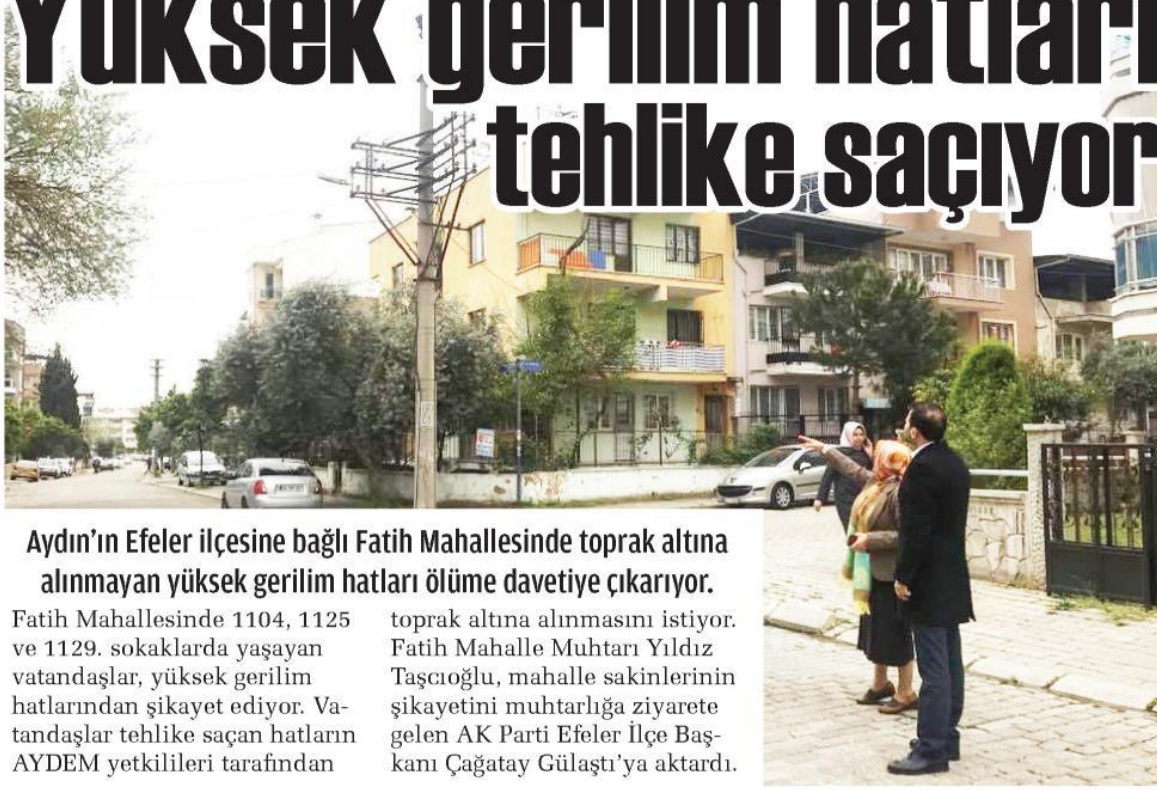 Yüksek gerilim hatları
tehlike saçıyor
Aydın'ın Efeler ilçesine bağlı Fatih Mahallesinde toprak altına
alınmayan yüksek gerilim hatları ölüme davetiye çıkarıyor.
Fatih Mahallesinde 1104, 1125
ve 1129. sokaklarda yaşayan
vatandaşlar, yüksek gerilim
hatlarından şikayet ediyor. Va-
tandaşlar tehlike saçan hatların
AYDEM yetkilileri tarafından
toprak altına alınmasını istiyor.
Fatih Mahalle Muhtarı Yıldız
Taşcıoğlu, mahalle sakinlerinin
şikayetini muhtarlığa ziyarete
gelen AK Parti Efeler İlçe Baş-
kanı Çağatay Gülaştı'ya aktardı.